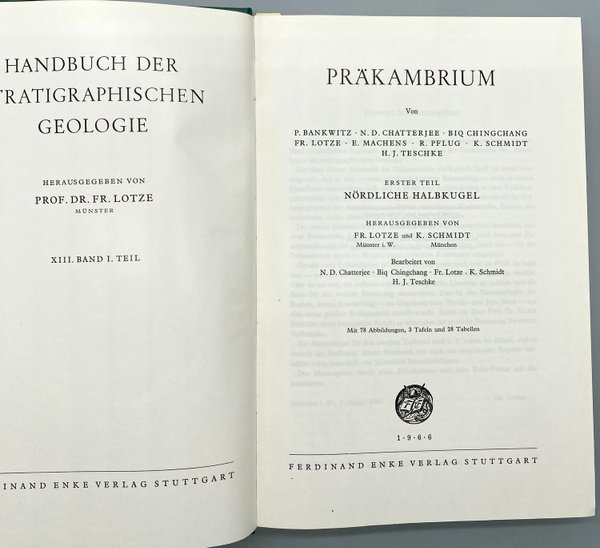 HANDBUCH DER
TRATIGRAPHISCHEN
GEOLOGIE
HERAUSGEGEBEN VON
PROF. DR. FR. LOTZE
MÜNSTER
XIII. BAND I. TEIL
INAND ENKE VERLAG STUTTGART
PRÄKAMBRIUM
Von
P. BANKWITZ · N. D. CHATTERJEE · BIQ CHINGCHANG
FR. LOTZE · E. MACHENS · R. PFLUG · K. SCHMIDT
H. J. TESCHKE
ERSTER TEIL
NÖRDLICHE HALBKUGEL
HERAUSGEGEBEN VON
FR. LOTZE und K. SCHMIDT
Münster i. W. München
Bearbeitet von
N. D. Chatterjee · Biq Chingchang · Fr. Lotze . K. Schmidt
H. J. Teschke
Mit 78 Abbildungen, 3 Tafeln und 28 Tabellen
1·9·6·6
FERDINAND ENKE VERLAG STUTTGART